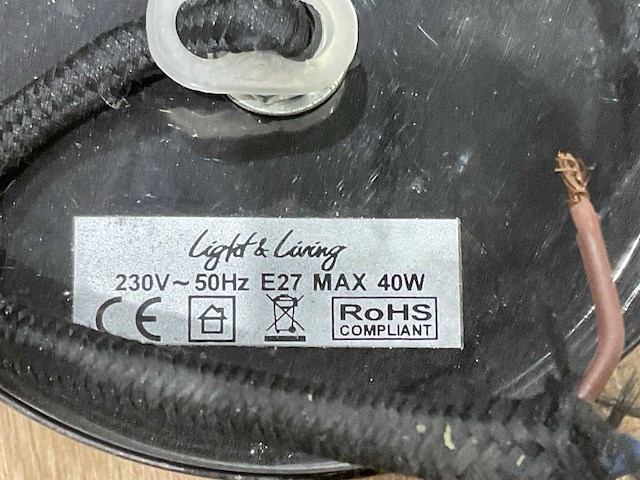 Light & Living
230V~50Hz E27 MAX 40W
CE
RoHS
COMPLIANT